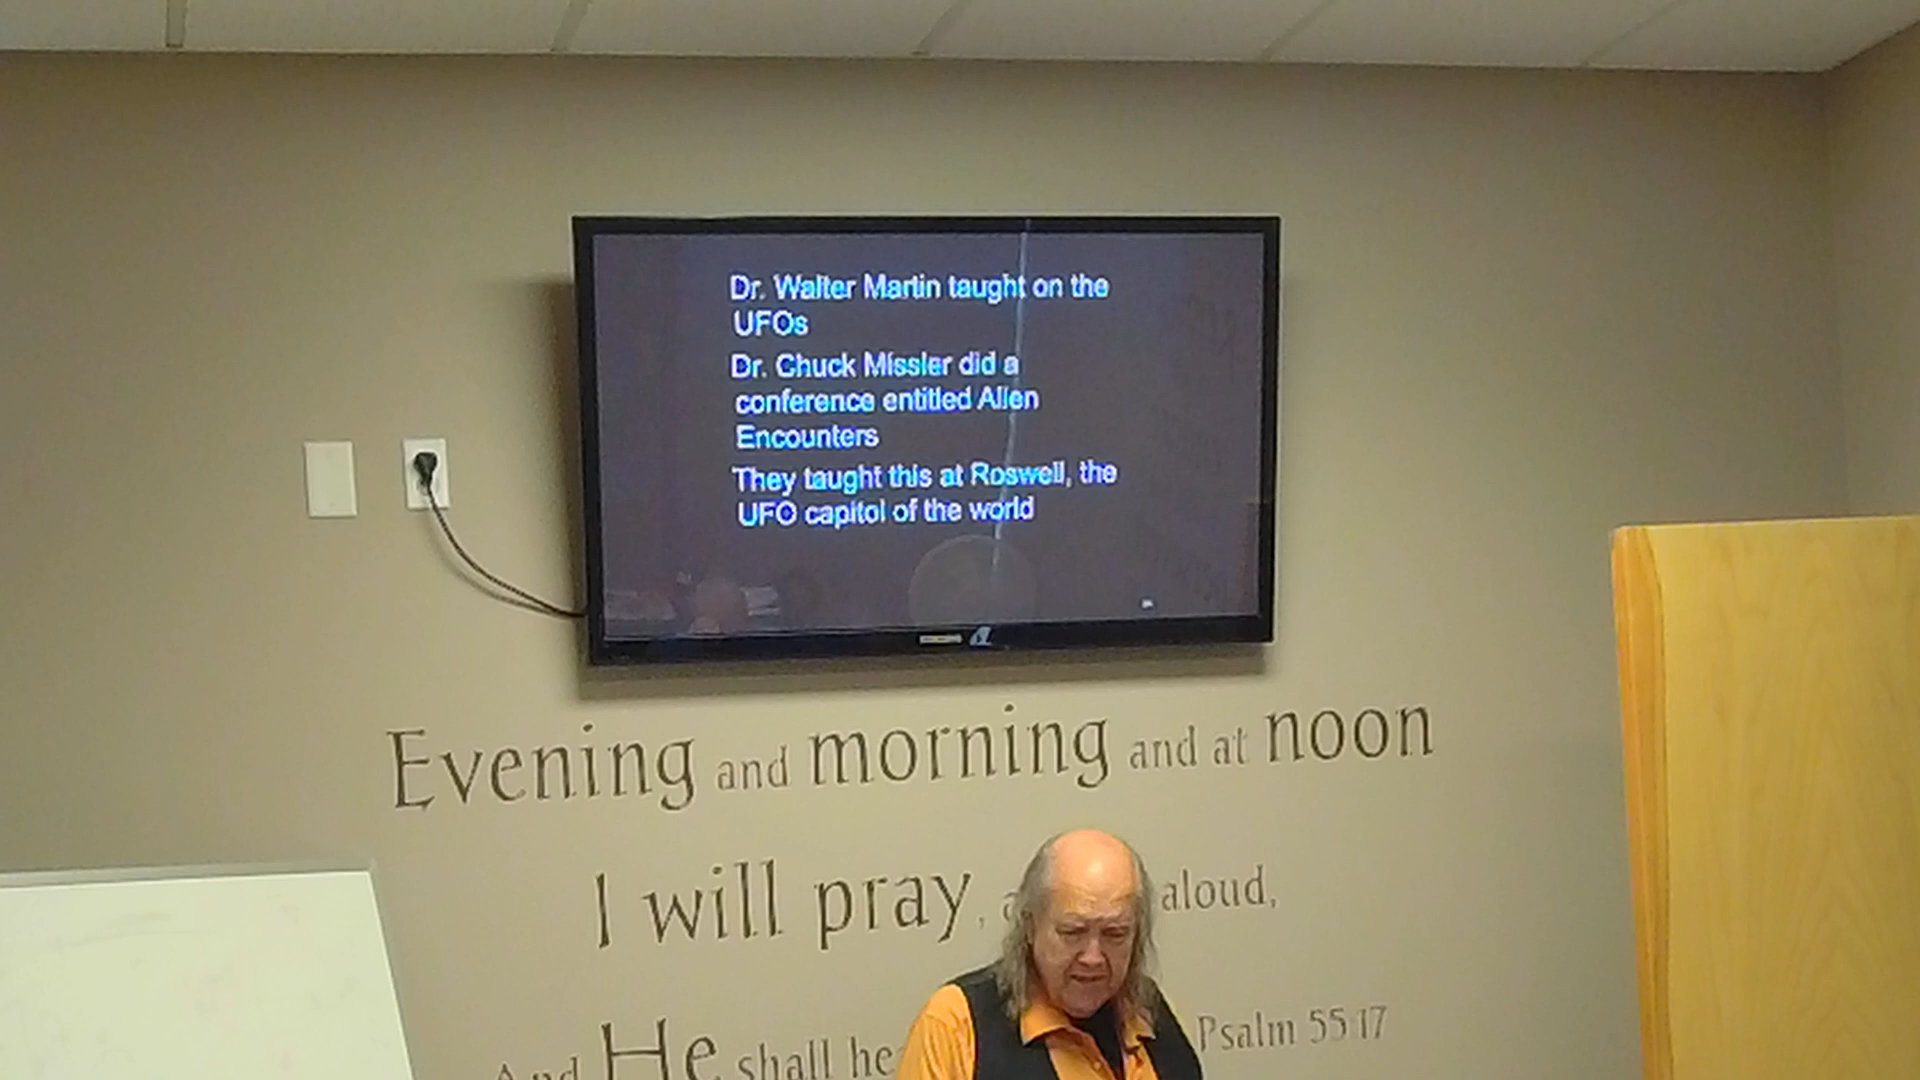 Dr. Walter Martin taught on the
UFOs
Dr. Chuck Missler did a
conference entitled Alien
Encounters
They taught this at Roswell, the
UFO capitol of the world
Evening and morning and at noon
I will pray, aloud,
And He shall Psalm 55:17